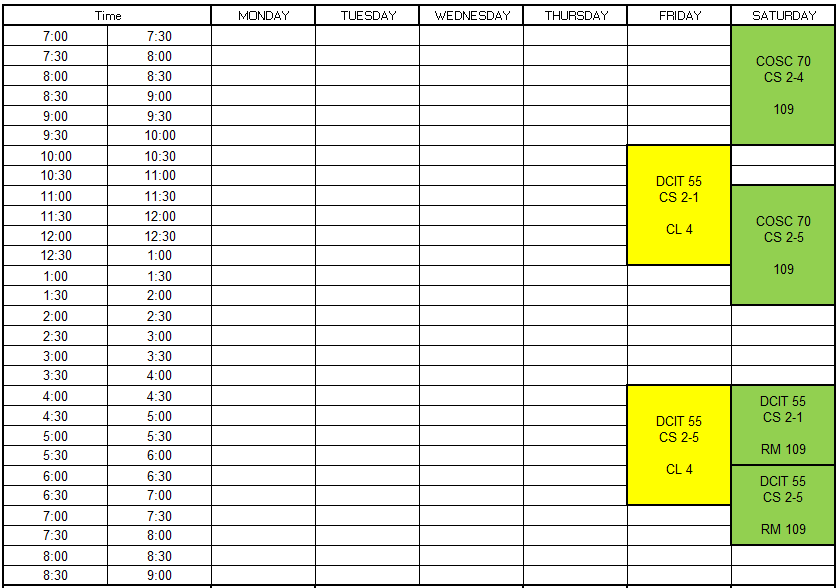 Time MONDAY TUESDAY WEDNESDAY THURSDAY FRIDAY SATURDAY
7:00 7:30
7:30 8:00
8:00 8:30
8:30 9:00
9:00 9:30
9:30 10:00
COSC 70
CS 2-4
109
10:00 10:30
10:30 11:00
11:00 11:30
11:30 12:00
12:00 12:30
12:30 1:00
DCIT 55
CS 2-1
CL 4
COSC 70
CS 2-5
109
1:00 1:30
1:30 2:00
2:00 2:30
2:30 3:00
3:00 3:30
3:30 4:00
4:00 4:30
4:30 5:00
5:00 5:30
5:30 6:00
DCIT 55
CS 2-5
CL 4
DCIT 55
CS 2-1
RM 109
6:00 6:30
6:30 7:00
7:00 7:30
7:30 8:00
DCIT 55
CS 2-5
RM 109
8:00 8:30
8:30 9:00